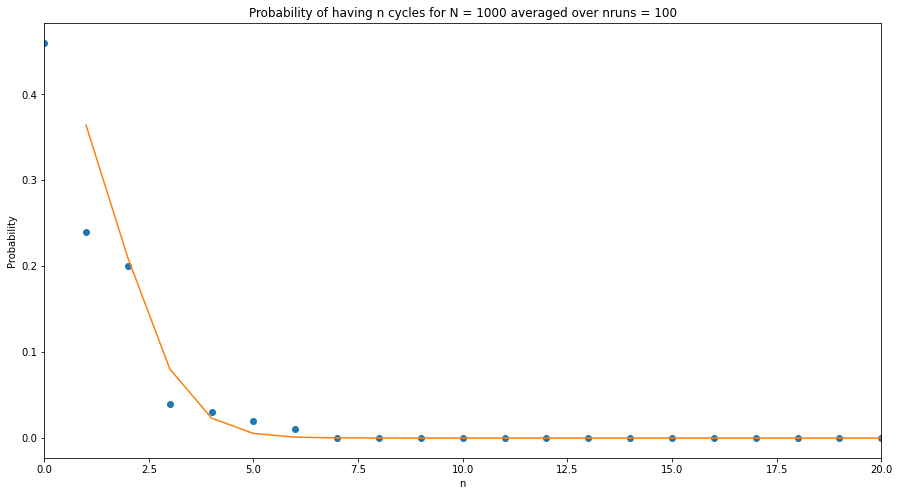 Probability of having n cycles for N = 1000 averaged over nruns = 100
Probability
0.4
0.3
0.2
0.1
0.0
0.0 2.5 5.0 7.5 10.0 12.5 15.0 17.5 20.0
n